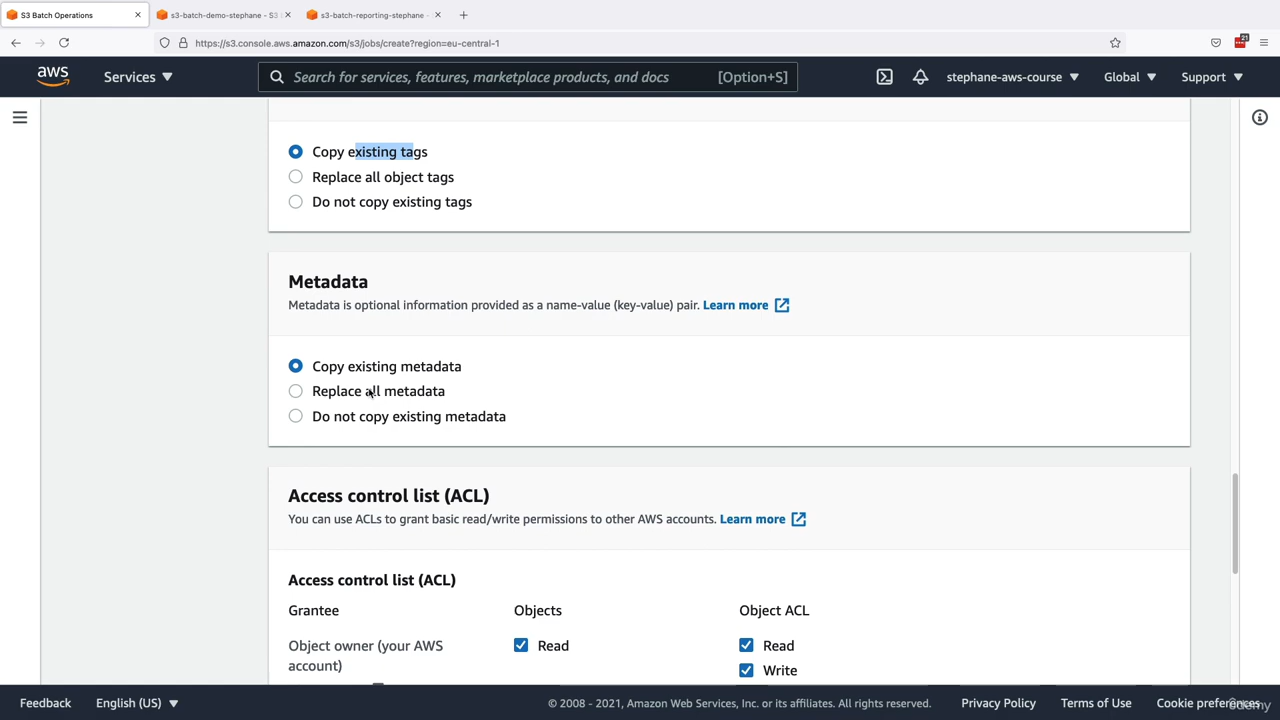 S3 Batch Operations
s3-batch-demo-stephane - S3
s3-batch-reporting-stephane -
https://s3.console.aws.amazon.com/s3/jobs/create?region=eu-central-1
21
aws
Services
Search for services, features, marketplace products, and docs
[Option+S]
stephane-aws-course
Global
Support
Copy existing tags
Replace all object tags
Do not copy existing tags
Metadata
Metadata is optional information provided as a name-value (key-value) pair. Learn more
Copy existing metadata
Replace all metadata
Do not copy existing metadata
Access control list (ACL)
You can use ACLs to grant basic read/write permissions to other AWS accounts. Learn more
Access control list (ACL)
Grantee Objects Object ACL
Object owner (your AWS account)
Read
Read
Write
Feedback
English (US)
© 2008 - 2021, Amazon Web Services, Inc. or its affiliates. All rights reserved.
Privacy Policy
Terms of Use
Cookie preferences
Udemy